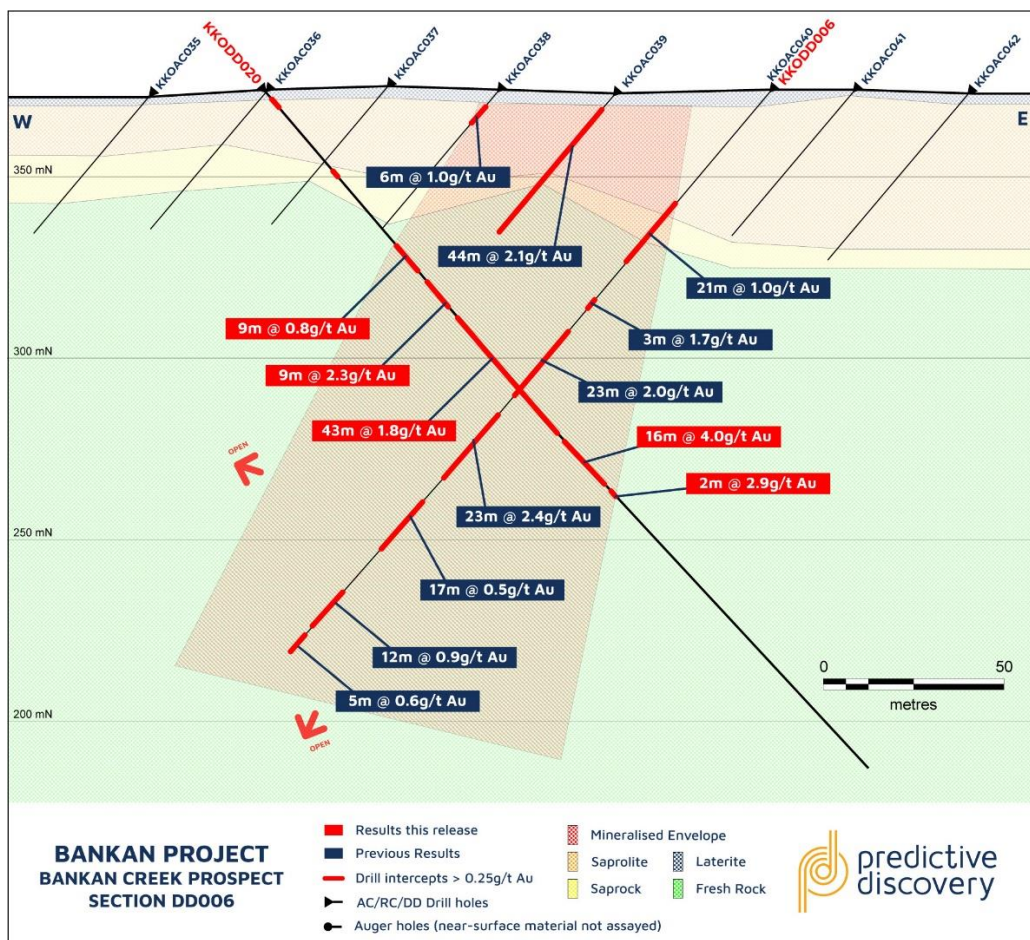 KKOAC035
KKODD020
KKOAC036
KKOAC037
KKOAC038
KKOAC039
KKOAC040
KKODD006
KKOAC041
KKOAC042
W
E
350 mN
6m @ 1.0g/t Au
44m @ 2.1g/t Au
21m @ 1.0g/t Au
9m @ 0.8g/t Au
3m @ 1.7g/t Au
300 mN
9m @ 2.3g/t Au
23m @ 2.0g/t Au
43m @ 1.8g/t Au
16m @ 4.0g/t Au
OPEN
2m @ 2.9g/t Au
23m @ 2.4g/t Au
250 mN
17m @ 0.5g/t Au
12m @ 0.9g/t Au
5m @ 0.6g/t Au
0 50
metres
200 mN
OPEN
BANKAN PROJECT
BANKAN CREEK PROSPECT
SECTION DD006
Results this release
Previous Results
Drill intercepts > 0.25g/t Au
AC/RC/DD Drill holes
Auger holes (near-surface material not assayed)
Mineralised Envelope
Saprolite
Laterite
Saprock
Fresh Rock
predictive
discovery